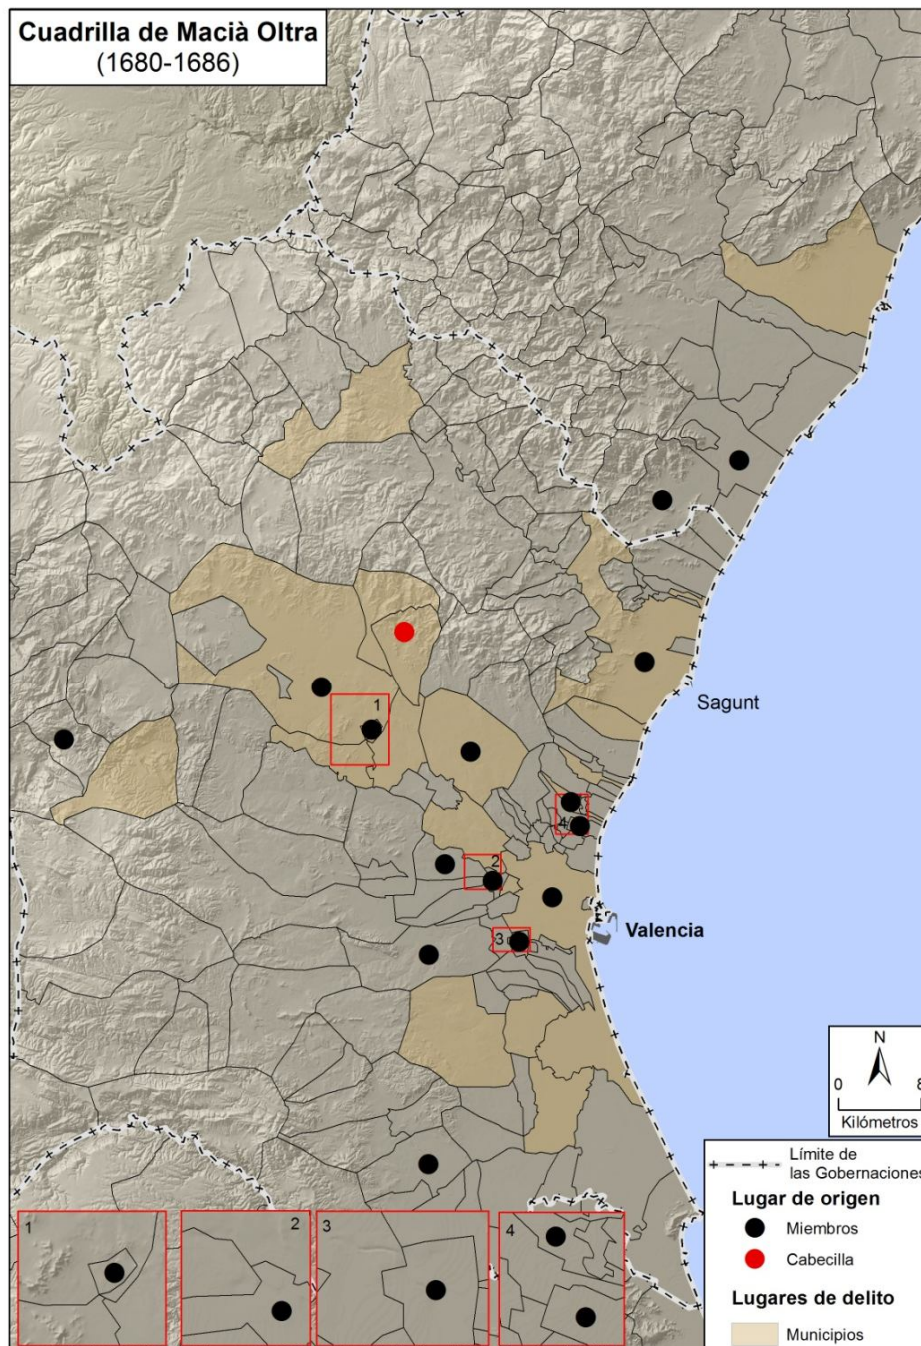 Cuadrilla de Macià Oltra
(1680-1686)
1
Sagunt
4
2
Valencia
3
N
0 8
Kilómetros
Límite de
las Gobernaciones
Lugar de origen
Miembros
Cabecilla
Lugares de delito
Municipios
1
2
3
4